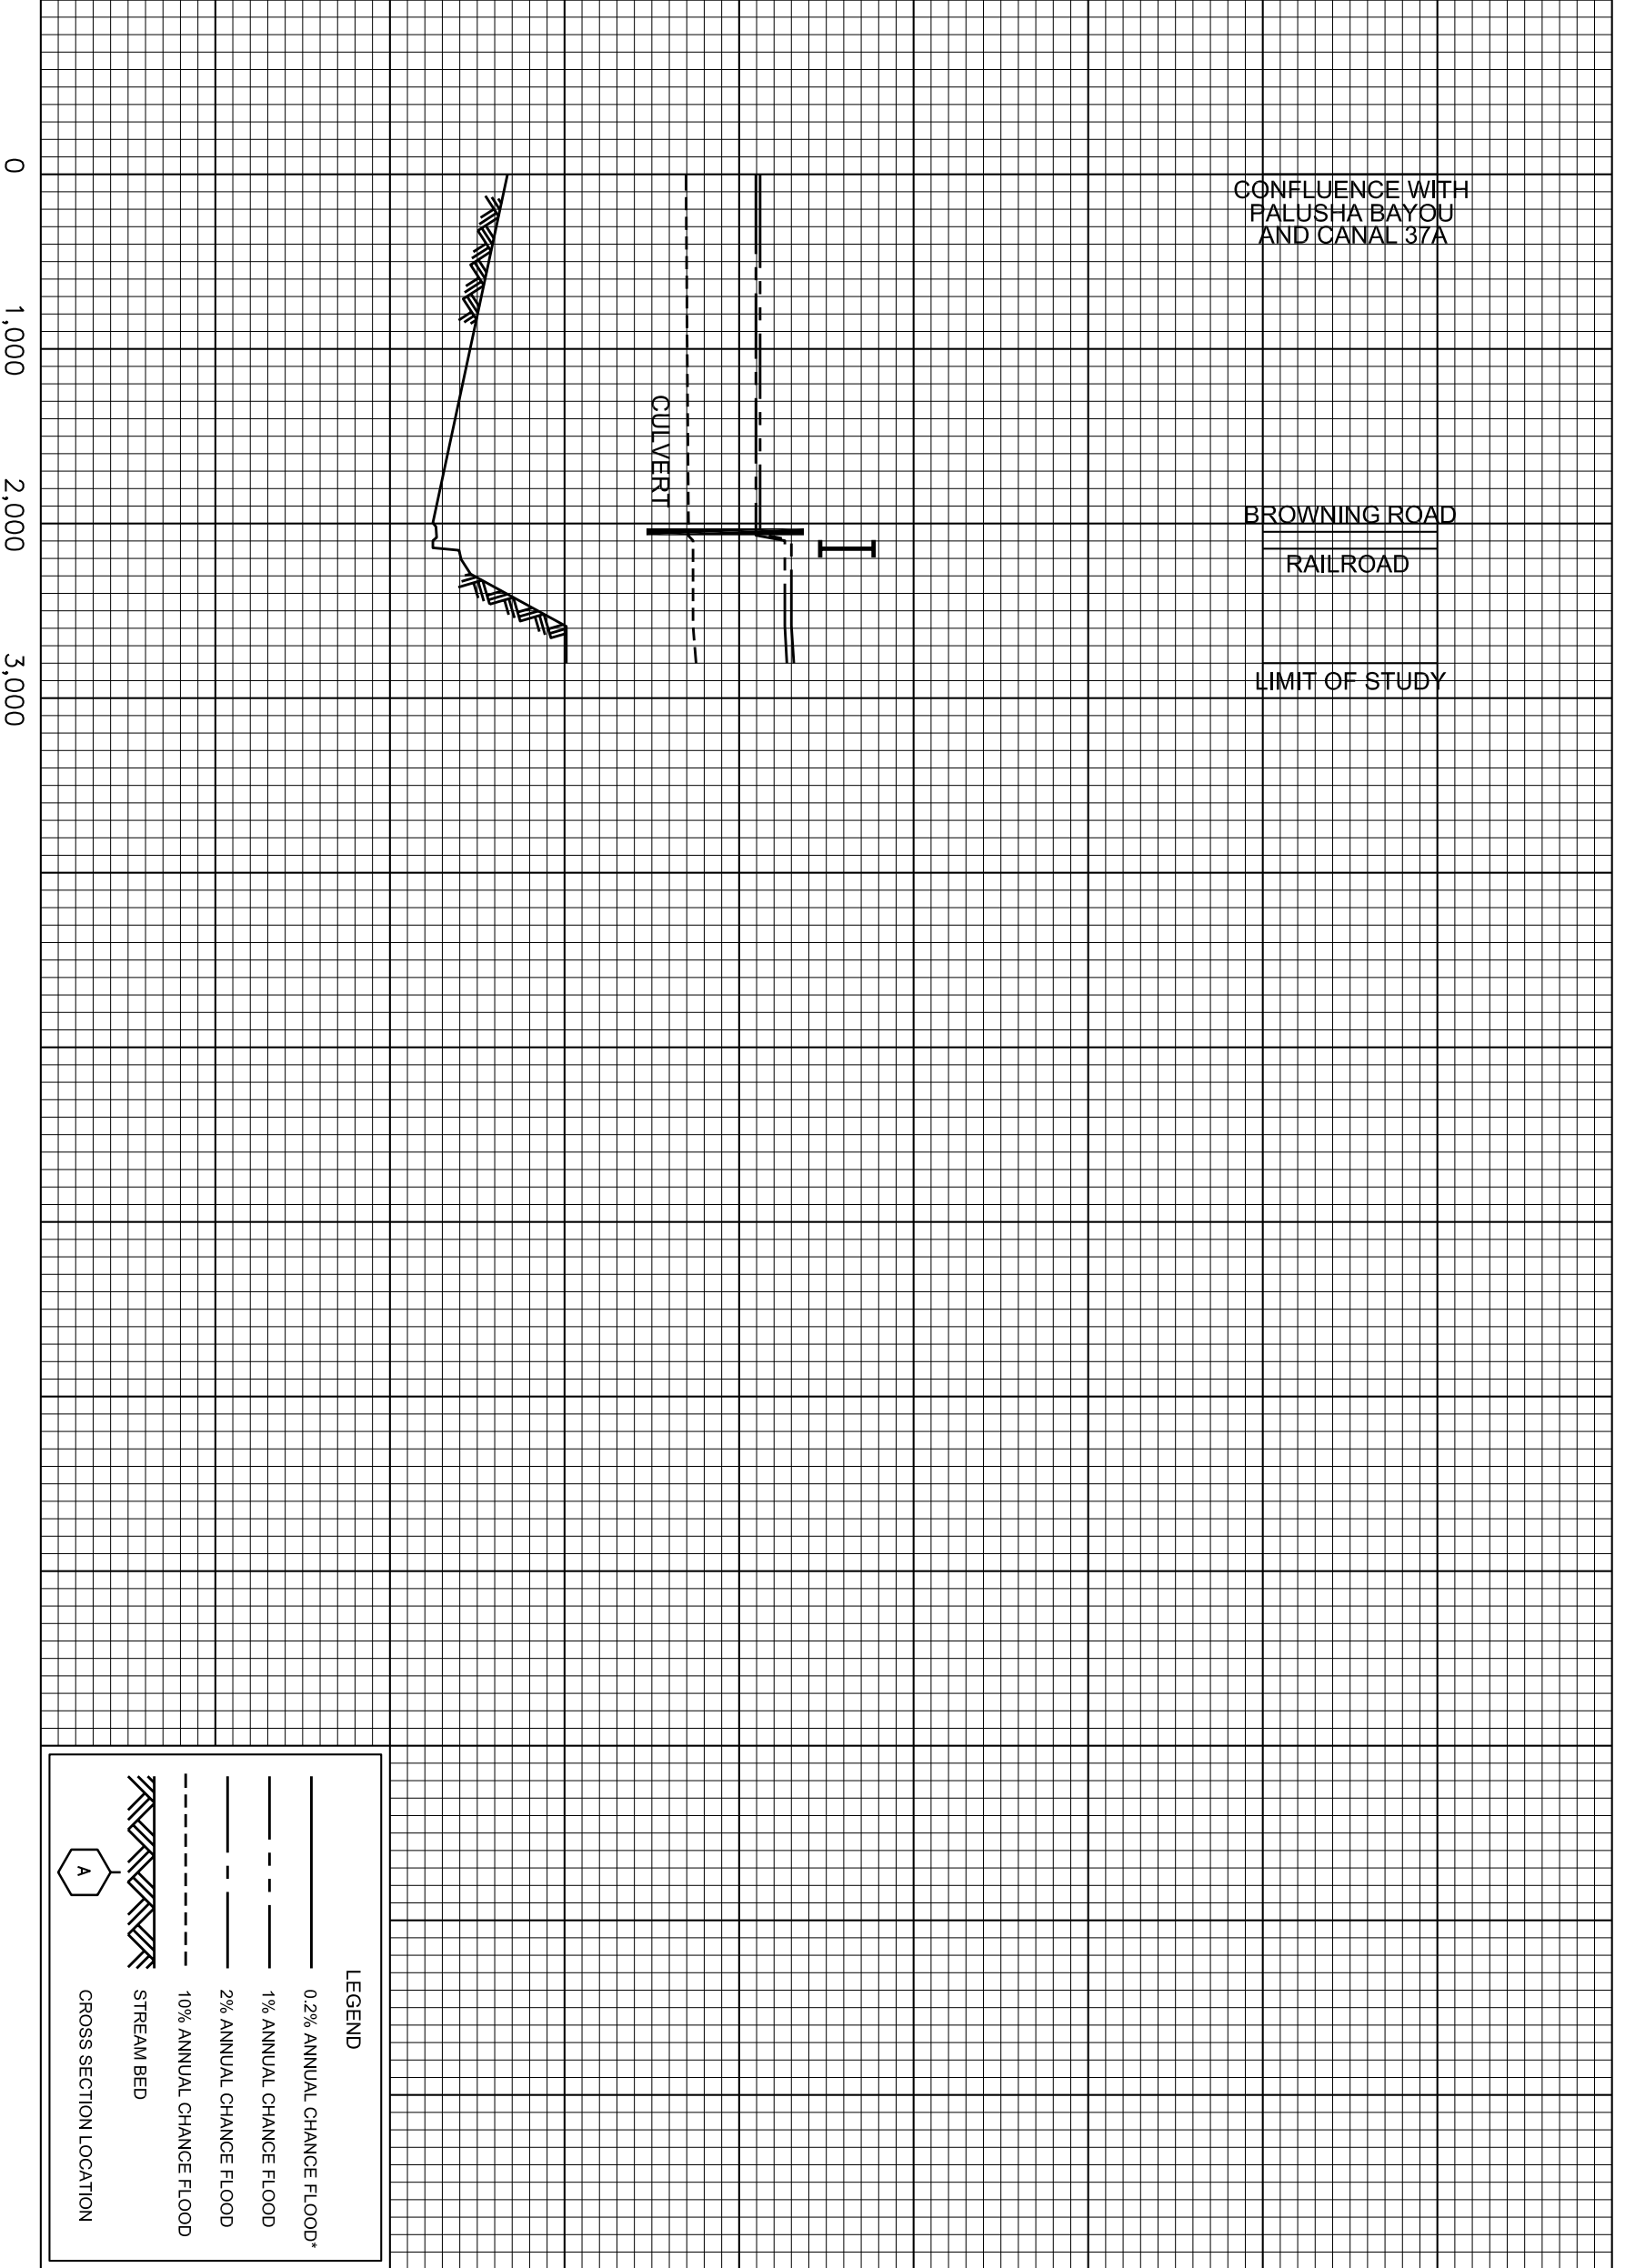 CONFLUENCE WITH
PALUSHA BAYOU
AND CANAL 37A
BROWNING ROAD
RAILROAD
LIMIT OF STUDY
CULVERT
0
1,000
2,000
3,000
LEGEND
0.2% ANNUAL CHANCE FLOOD*
1% ANNUAL CHANCE FLOOD
2% ANNUAL CHANCE FLOOD
10% ANNUAL CHANCE FLOOD
STREAM BED
A
CROSS SECTION LOCATION